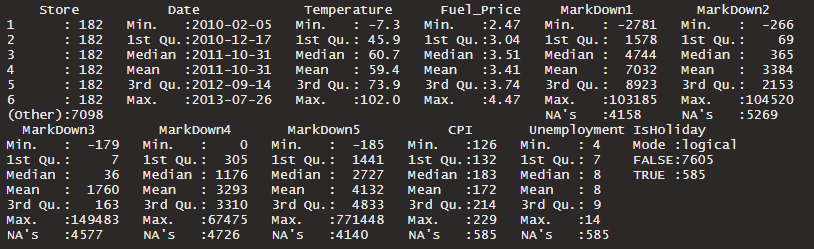 Store          Date             Temperature      Fuel_Price     MarkDown1        MarkDown2
1      : 182   Min.   :2010-02-05   Min.   : -7.3   Min.   :2.47   Min.   : -2781   Min.   :  -266
2      : 182   1st Qu.:2010-12-17   1st Qu.: 45.9   1st Qu.:3.04   1st Qu.:  1578   1st Qu.:    69
3      : 182   Median :2011-10-31   Median : 60.7   Median :3.51   Median :  4744   Median :   365
4      : 182   Mean   :2011-10-31   Mean   : 59.4   Mean   :3.41   Mean   :  7032   Mean   :  3384
5      : 182   3rd Qu.:2012-09-14   3rd Qu.: 73.9   3rd Qu.:3.74   3rd Qu.:  8923   3rd Qu.:  2153
6      : 182   Max.   :2013-07-26   Max.   :102.0   Max.   :4.47   Max.   :103185   Max.   :104520
(Other):7098                                                       NA's   :4158     NA's   :5269
  MarkDown3        MarkDown4        MarkDown5           CPI       Unemployment IsHoliday
Min.   :  -179   Min.   :    0   Min.   :  -185   Min.   :126   Min.   : 4   Mode :logical
1st Qu.:     7   1st Qu.:  305   1st Qu.:  1441   1st Qu.:132   1st Qu.: 7   FALSE:7605
Median :    36   Median : 1176   Median :  2727   Median :183   Median : 8   TRUE :585
Mean   :  1760   Mean   : 3293   Mean   :  4132   Mean   :172   Mean   : 8
3rd Qu.:   163   3rd Qu.: 3310   3rd Qu.:  4833   3rd Qu.:214   3rd Qu.: 9
Max.   :149483   Max.   :67475   Max.   :771448   Max.   :229   Max.   :14
NA's   :4577     NA's   :4726    NA's   :4140     NA's   :585   NA's   :585